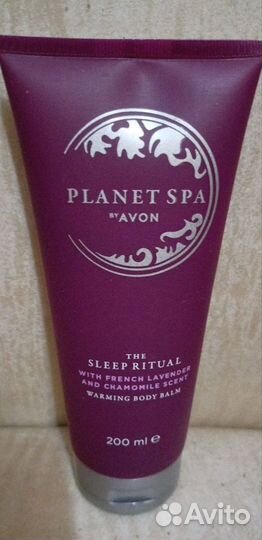 PLANET SPA
BY AVON
THE
SLEEP RITUAL
WITH FRENCH LAVENDER
AND CHAMOMILE SCENT
WARMING BODY BALM
200 ml e
Avito